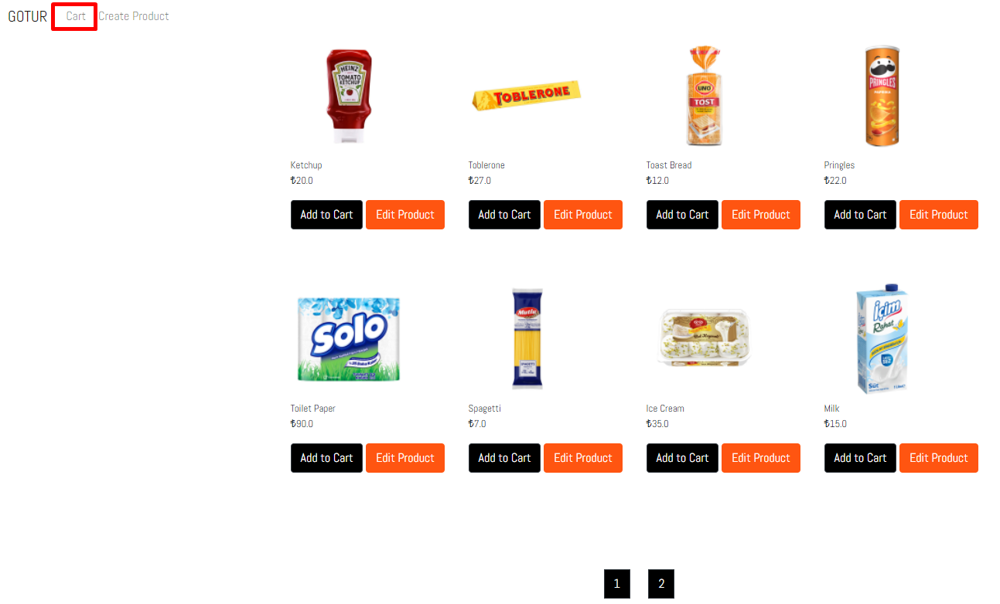 GOTUR Cart Create Product
HEINZ
TOMATO
KETCHUP
TOBLERONE
UNO
TOST
PRINGLES
PAPRIKA
Ketchup Toblerone Toast Bread Pringles
₺20.0 ₺27.0 ₺12.0 ₺22.0
Add to Cart Edit Product Add to Cart Edit Product Add to Cart Edit Product Add to Cart Edit Product
Solo
Mutlu
SPAGETTI
içim
Rahat
Süt
Toilet Paper Spagetti Ice Cream Milk
₺90.0 ₺7.0 ₺35.0 ₺15.0
Add to Cart Edit Product Add to Cart Edit Product Add to Cart Edit Product Add to Cart Edit Product
1 2